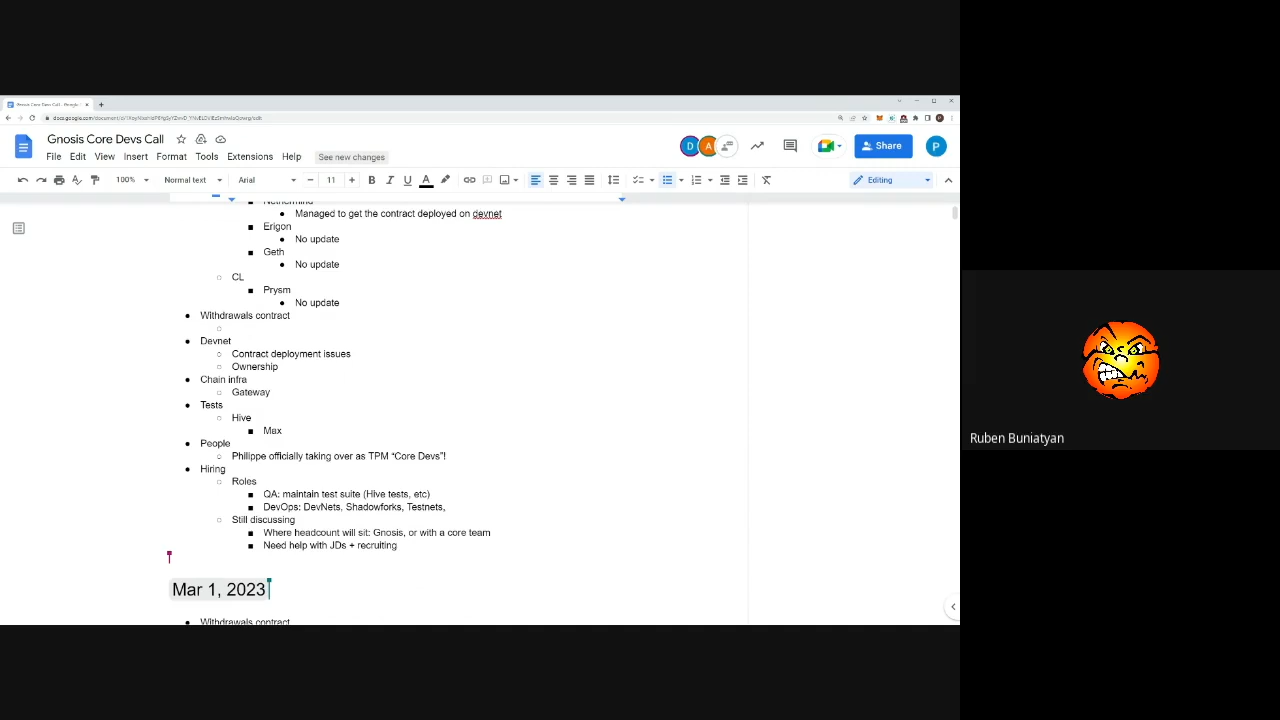 Gnosis Core Devs Call
File Edit View Insert Format Tools Extensions Help See new changes
D A Share P
100% Normal text Arial 11 B I U A Editing
Nethermind
Managed to get the contract deployed on devnet
Erigon
No update
Geth
No update
CL
Prysm
No update
Withdrawals contract
Devnet
Contract deployment issues
Ownership
Chain infra
Gateway
Tests
Hive
Max
People
Philippe officially taking over as TPM “Core Devs”!
Hiring
Roles
QA: maintain test suite (Hive tests, etc)
DevOps: DevNets, Shadowforks, Testnets,
Still discussing
Where headcount will sit: Gnosis, or with a core team
Need help with JDs + recruiting
Mar 1, 2023
Withdrawals contract
Ruben Buniatyan